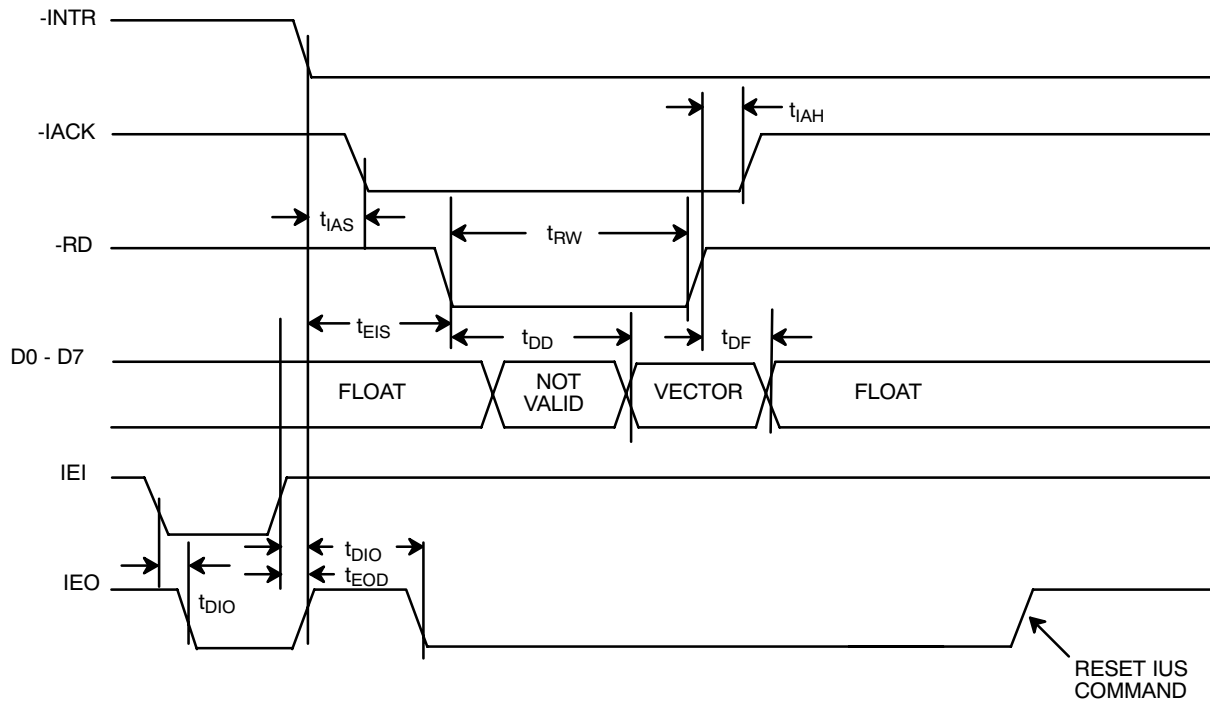 -INTR
tIAH
-IACK
tIAS
tRW
-RD
tEIS
tDD
tDF
D0 - D7
FLOAT
NOT
VALID
VECTOR
FLOAT
IEI
tDIO
tEOD
IEO
tDIO
RESET IUS
COMMAND